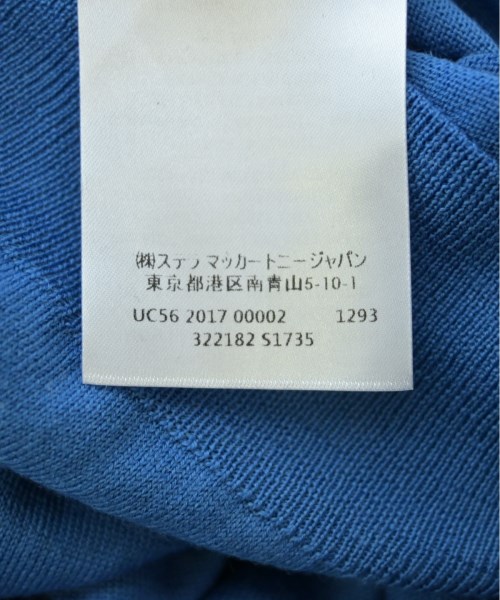 ㈱ステラ マッカートニージャパン
東京都港区南青山5-10-1
UC56 2017 00002 1293
322182 S1735